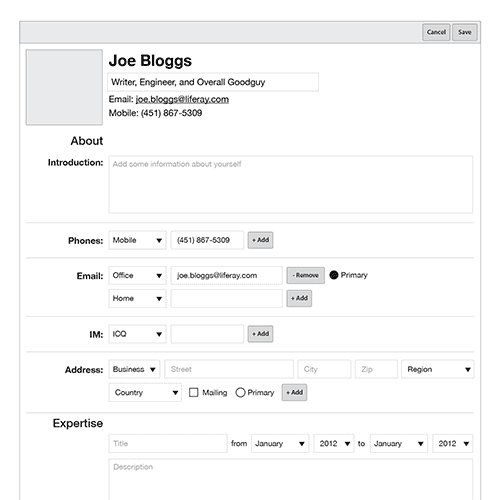 Cancel Save
Joe Bloggs
Writer, Engineer, and Overall Goodguy
Email: joe.bloggs@liferay.com
Mobile: (451) 867-5309
About
Introduction: Add some information about yourself
Phones: Mobile (451) 867-5309 + Add
Email: Office joe.bloggs@liferay.com - Remove Primary
Home + Add
IM: ICQ + Add
Address: Business Street City Zip Region
Country Mailing Primary + Add
Expertise
Title from January 2012 to January 2012
Description